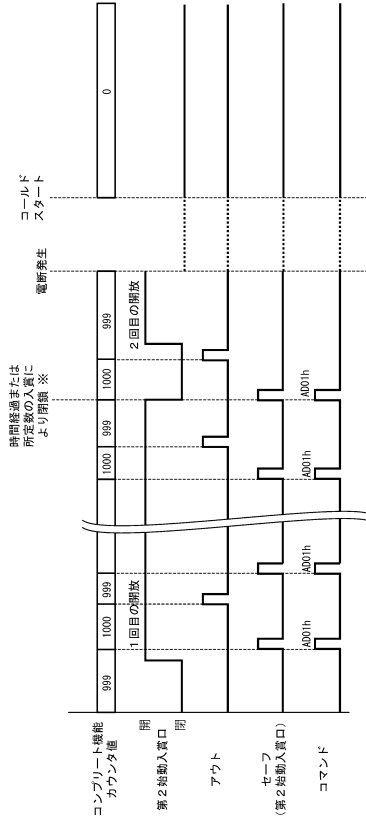 時間経過または
所定数の入賞に
より閉鎖 ※
電断発生
コールド
スタート
コンプリート機能
カウンタ値
999
1000
999
1000
999
1000
999
0
第2始動入賞口
開
閉
1回目の開放
2回目の開放
アウト
セーフ
(第2始動入賞口)
コマンド
AD01h
AD01h
AD01h
AD01h